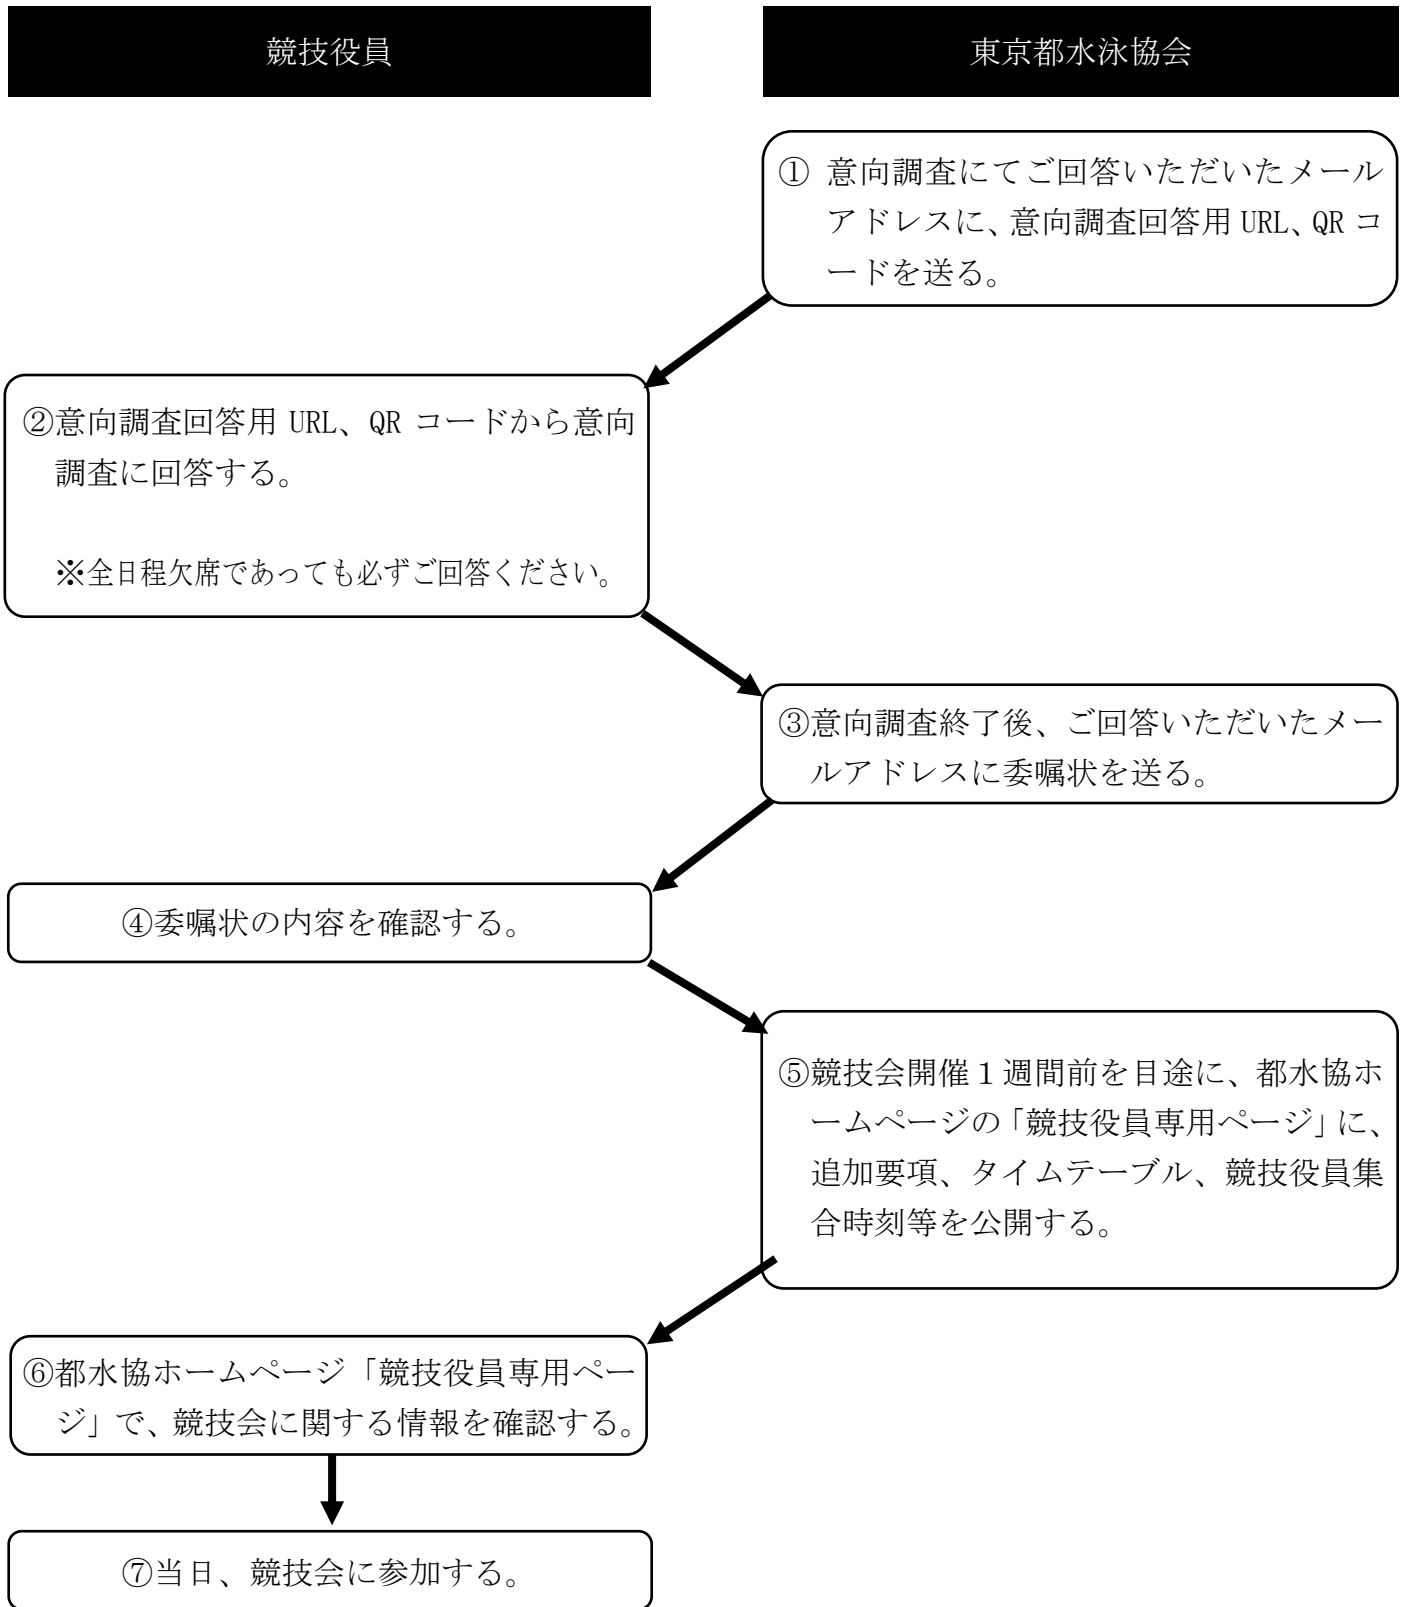 競技役員
東京都水泳協会
① 意向調査にてご回答いただいたメール
アドレスに、意向調査回答用 URL、QR コ
ードを送る。
②意向調査回答用 URL、QR コードから意向
調査に回答する。
※全日程欠席であっても必ずご回答ください。
③意向調査終了後、ご回答いただいたメー
ルアドレスに委嘱状を送る。
④委嘱状の内容を確認する。
⑤競技会開催１週間前を目途に、都水協ホ
ームページの「競技役員専用ページ」に、
追加要項、タイムテーブル、競技役員集
合時刻等を公開する。
⑥都水協ホームページ「競技役員専用ペー
ジ」で、競技会に関する情報を確認する。
⑦当日、競技会に参加する。